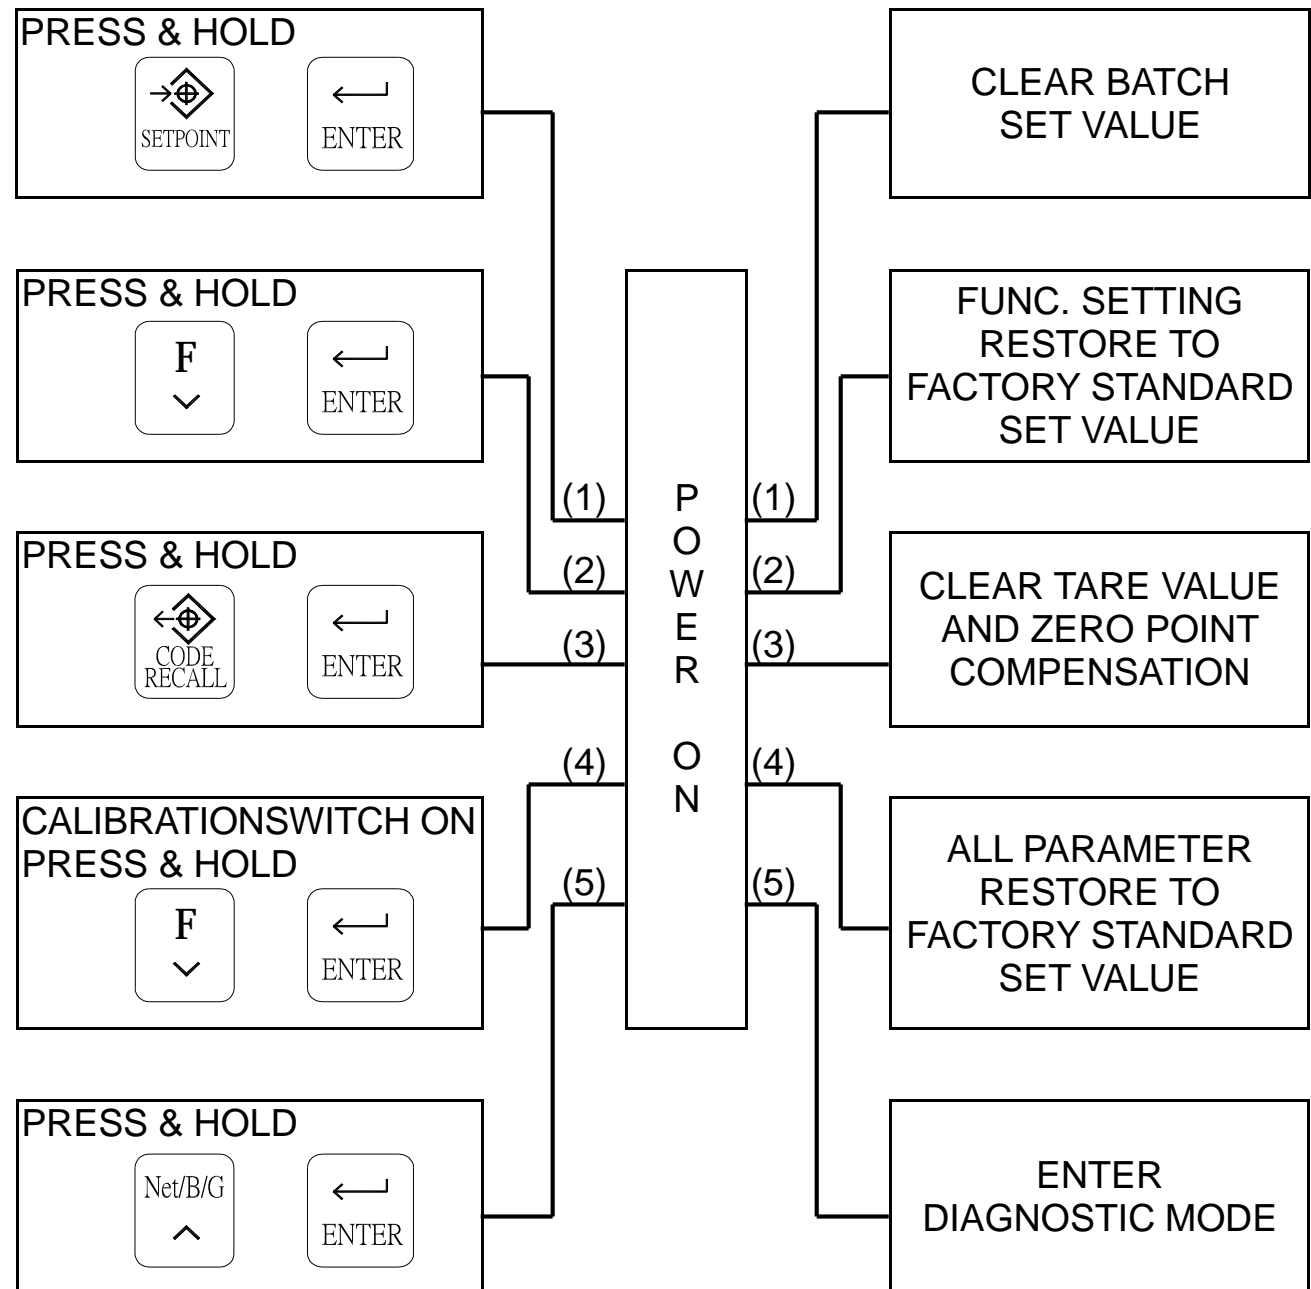 PRESS & HOLD
SETPOINT
ENTER
CLEAR BATCH
SET VALUE
PRESS & HOLD
F
ENTER
FUNC. SETTING
RESTORE TO
FACTORY STANDARD
SET VALUE
PRESS & HOLD
CODE
RECALL
ENTER
CLEAR TARE VALUE
AND ZERO POINT
COMPENSATION
CALIBRATIONSWITCH ON
PRESS & HOLD
F
ENTER
ALL PARAMETER
RESTORE TO
FACTORY STANDARD
SET VALUE
PRESS & HOLD
Net/B/G
ENTER
ENTER
DIAGNOSTIC MODE
(1)
(2)
(3)
(4)
(5)
P
O
W
E
R
O
N
(1)
(2)
(3)
(4)
(5)